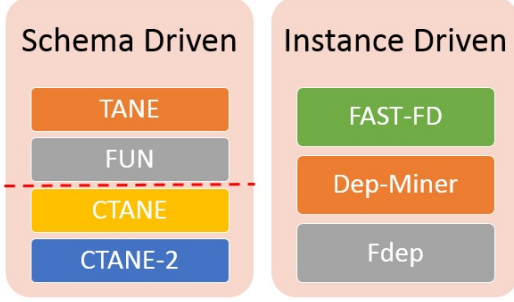 Schema Driven
TANE
FUN
CTANE
CTANE-2
Instance Driven
FAST-FD
Dep-Miner
Fdep